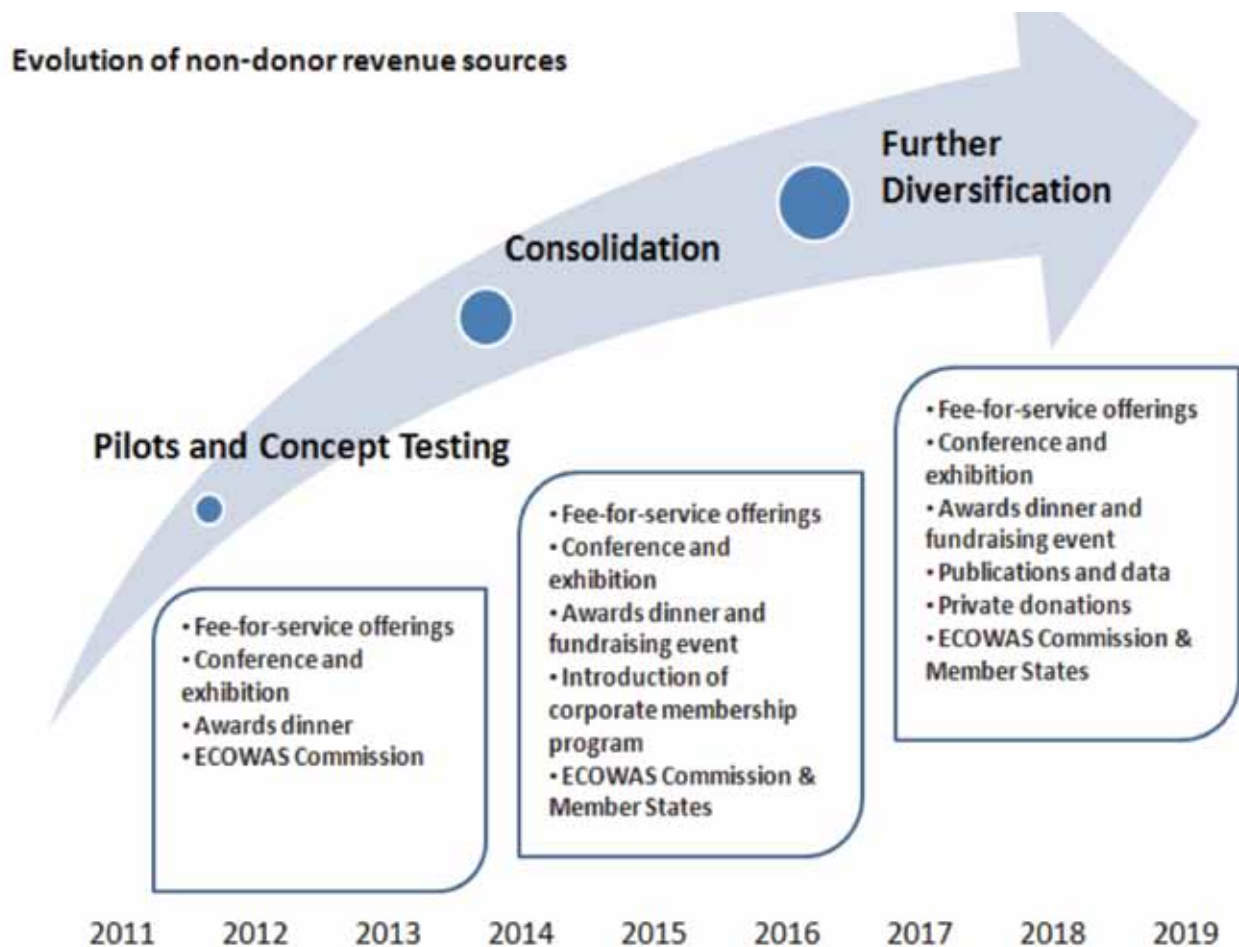 Evolution of non-donor revenue sources
Further
Diversification
Consolidation
Pilots and Concept Testing
• Fee-for-service offerings
• Conference and
exhibition
• Awards dinner
• ECOWAS Commission
• Fee-for-service offerings
• Conference and
exhibition
• Awards dinner and
fundraising event
• Introduction of
corporate membership
program
• ECOWAS Commission &
Member States
• Fee-for-service offerings
• Conference and
exhibition
• Awards dinner and
fundraising event
• Publications and data
• Private donations
• ECOWAS Commission &
Member States
2011 2012 2013 2014 2015 2016 2017 2018 2019